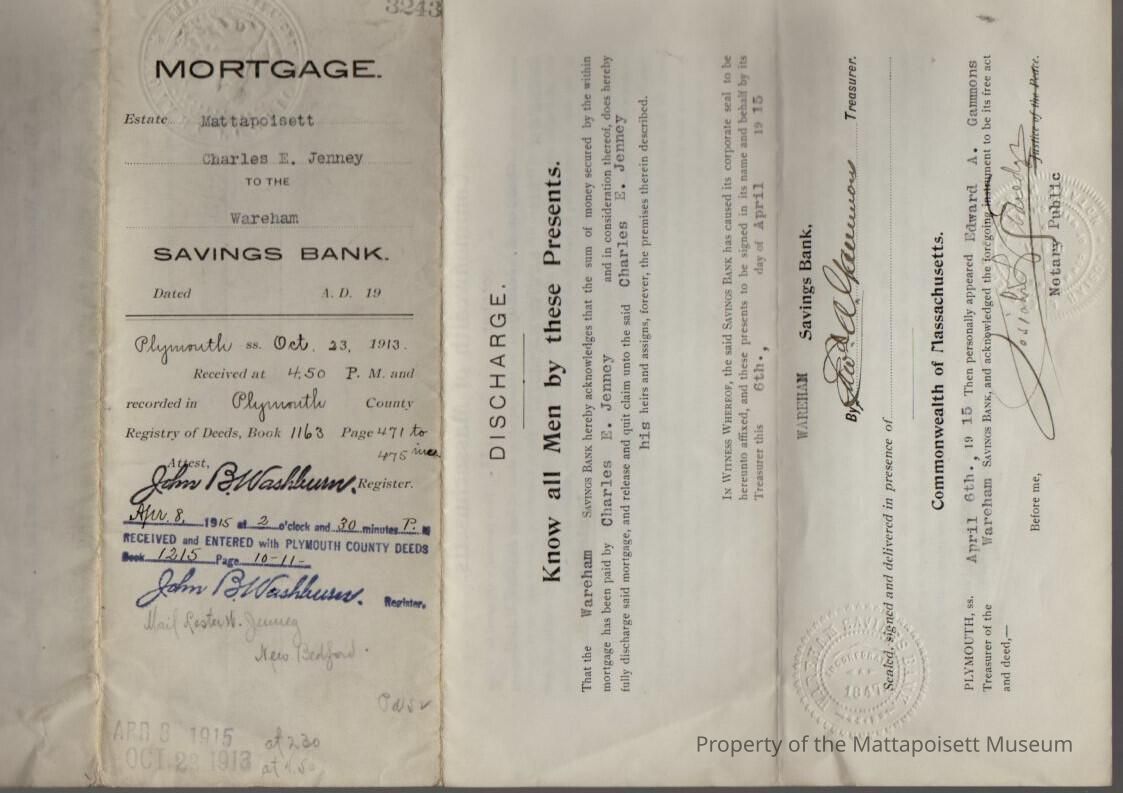 3243
MORTGAGE.
Estate Mattapoisett
Charles E. Jenney
TO THE
Wareham
SAVINGS BANK.
Dated A. D. 19
Plymouth ss. Oct. 23, 1913.
Received at 4.50 P. M. and
recorded in Plymouth County
Registry of Deeds, Book 1163 Page 471 to
475 
Attest,
John B. Washburn. Register.
Apr. 8, 1915 at 2 o'clock and 30 minutes P. M
RECEIVED and ENTERED with PLYMOUTH COUNTY DEEDS
Book 1215 Page 10-11-
John B. Washburn. Register.
Mail Lester W. Jenney
New Bedford.
APR 8 1915 at 2.30
OCT 23 1913 at 4.50
DISCHARGE.
Know all Men by these Presents.
That the Wareham SAVINGS BANK hereby acknowledges that the sum of money secured by the within
mortgage has been paid by Charles E. Jenney and in consideration thereof, does hereby
fully discharge said mortgage, and release and quit claim unto the said Charles E. Jenney
his heirs and assigns, forever, the premises therein described.
IN WITNESS WHEREOF, the said SAVINGS BANK has caused its corporate seal to be
hereunto affixed, and these presents to be signed in its name and behalf by its
Treasurer this 6th., day of April 19 15
WAREHAM Savings Bank,
By Edw. A. Gammons Treasurer.
Sealed, signed and delivered in presence of
WAREHAM SAVINGS BANK
INCORPORATED
1847
Commonwealth of Massachusetts.
PLYMOUTH, ss. April 6th., 19 15 Then personally appeared Edward A. Gammons
Treasurer of the Wareham SAVINGS BANK, and acknowledged the foregoing instrument to be its free act
and deed,—
Before me,
Justice of the Peace.
Notary Public
Property of the Mattapoisett Museum